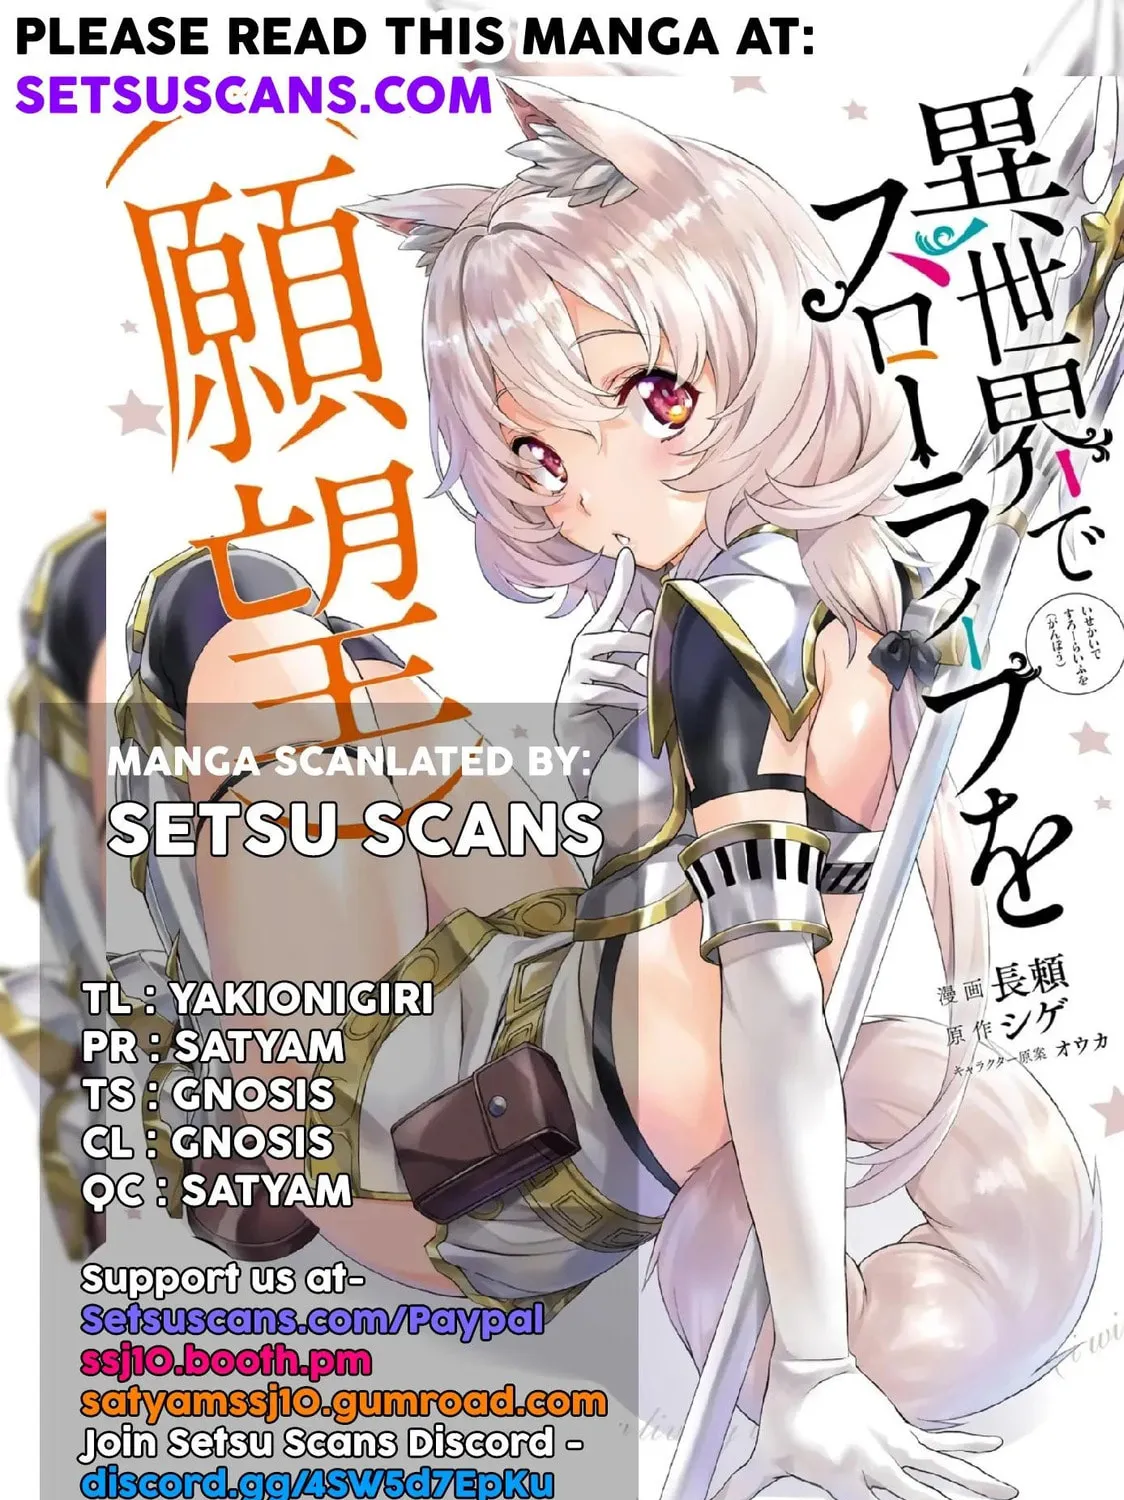 PLEASE READ THIS MANGA AT:
SETSUSCANS.COM
異世界で
スローライフを
(願望)
いせかいで
すろーらいふを
(がんぼう)
漫画 長頼
原作 シゲ
キャラクター原案 オウカ
MANGA SCANLATED BY:
SETSU SCANS
TL : YAKIONIGIRI
PR : SATYAM
TS : GNOSIS
CL : GNOSIS
QC : SATYAM
Support us at-
Setsuscans.com/Paypal
ssj10.booth.pm
satyamssj10.gumroad.com
Join Setsu Scans Discord -
discord.gg/4SW5d7EpKu